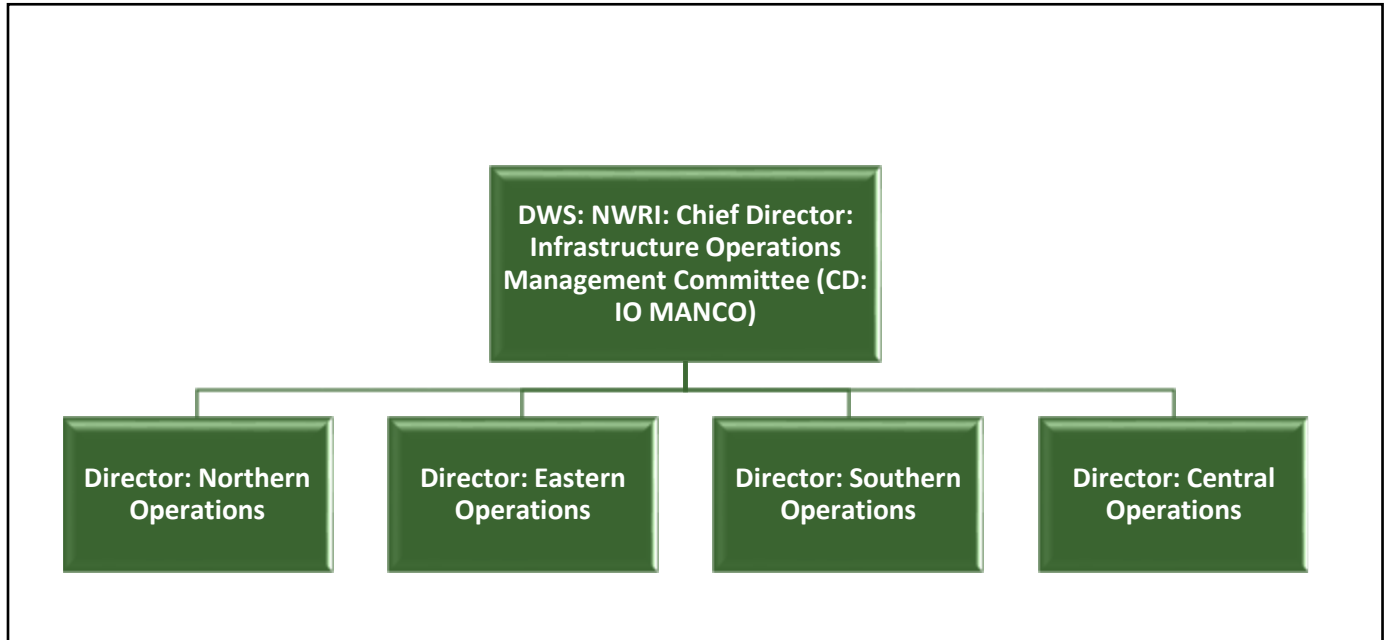 DWS: NWRI: Chief Director:
Infrastructure Operations
Management Committee (CD:
IO MANCO)
Director: Northern
Operations
Director: Eastern
Operations
Director: Southern
Operations
Director: Central
Operations